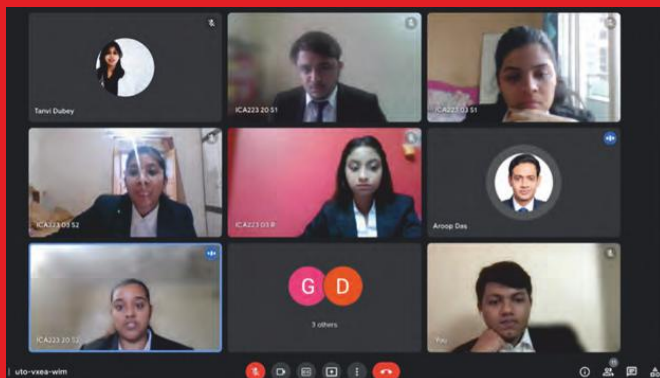 Tanvi Dubey
ICA223 20 S1
ICA223 03 S1
ICA223 03 S2
ICA223 03 R
Aroop Das
ICA223 20 S2
G D
3 others
You
uto-vxea-wim